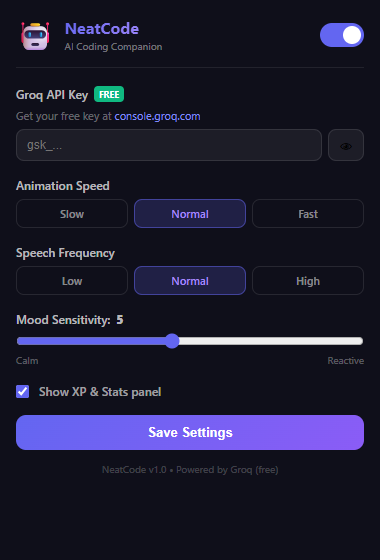 NeatCode
AI Coding Companion
Groq API Key FREE
Get your free key at console.groq.com
gsk_...
Animation Speed
Slow Normal Fast
Speech Frequency
Low Normal High
Mood Sensitivity: 5
Calm Reactive
Show XP & Stats panel
Save Settings
NeatCode v1.0 • Powered by Groq (free)